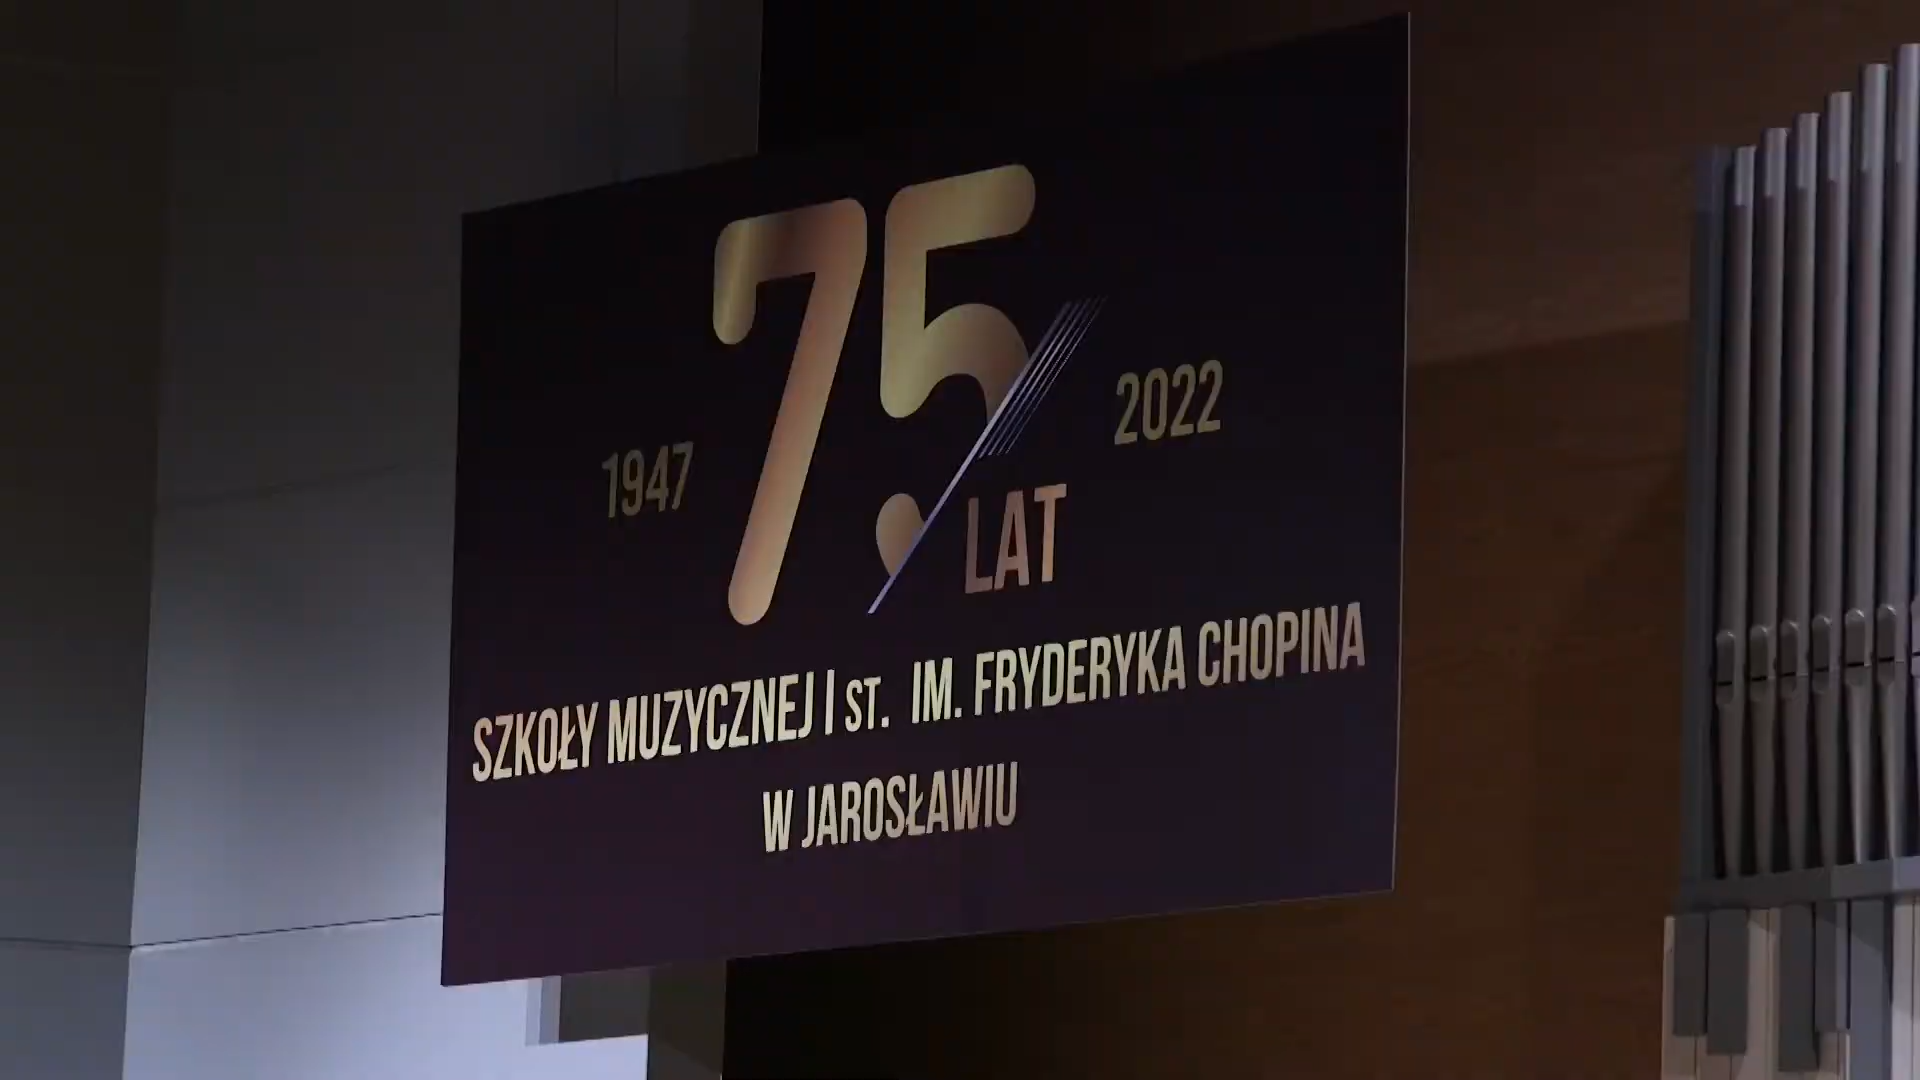 75
1947
2022
LAT
SZKOŁY MUZYCZNEJ I ST. IM. FRYDERYKA CHOPINA
W JAROSŁAWIU